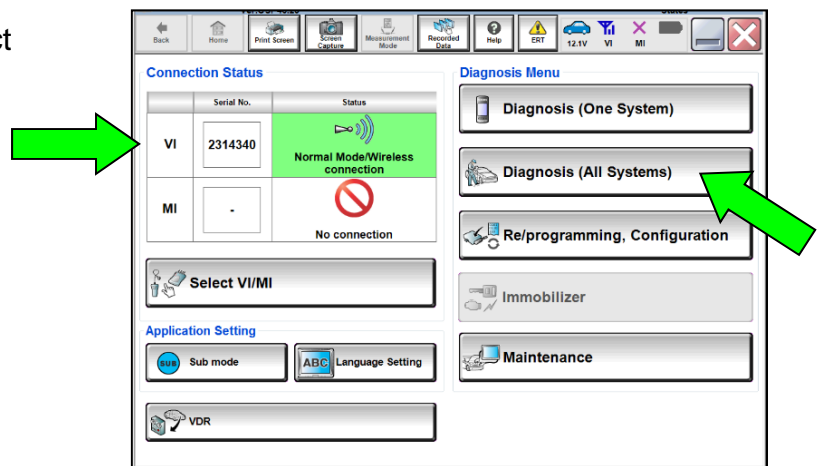 ct
Back
Home
Print Screen
Screen Capture
Measurement Mode
Recorded Data
Help
ERT
12.1V
VI
MI
Connection Status
Serial No. Status
VI 2314340 Normal Mode/Wireless connection
MI - No connection
Select VI/MI
Application Setting
SUB Sub mode
ABC Language Setting
VDR
Diagnosis Menu
Diagnosis (One System)
Diagnosis (All Systems)
Re/programming, Configuration
Immobilizer
Maintenance